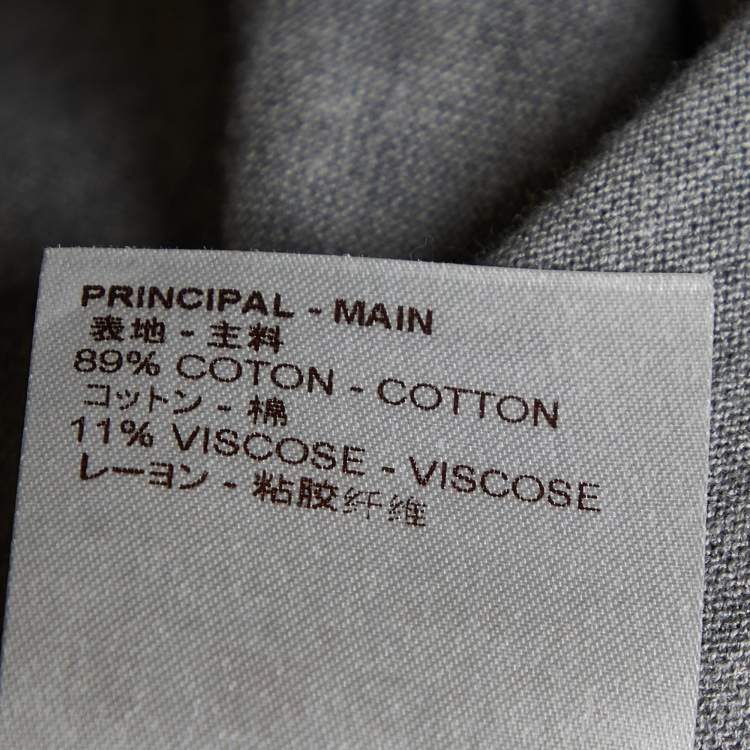 PRINCIPAL - MAIN
表地 - 主料
89% COTON - COTTON
コットン - 棉
11% VISCOSE - VISCOSE
レーヨン - 粘胶纤维